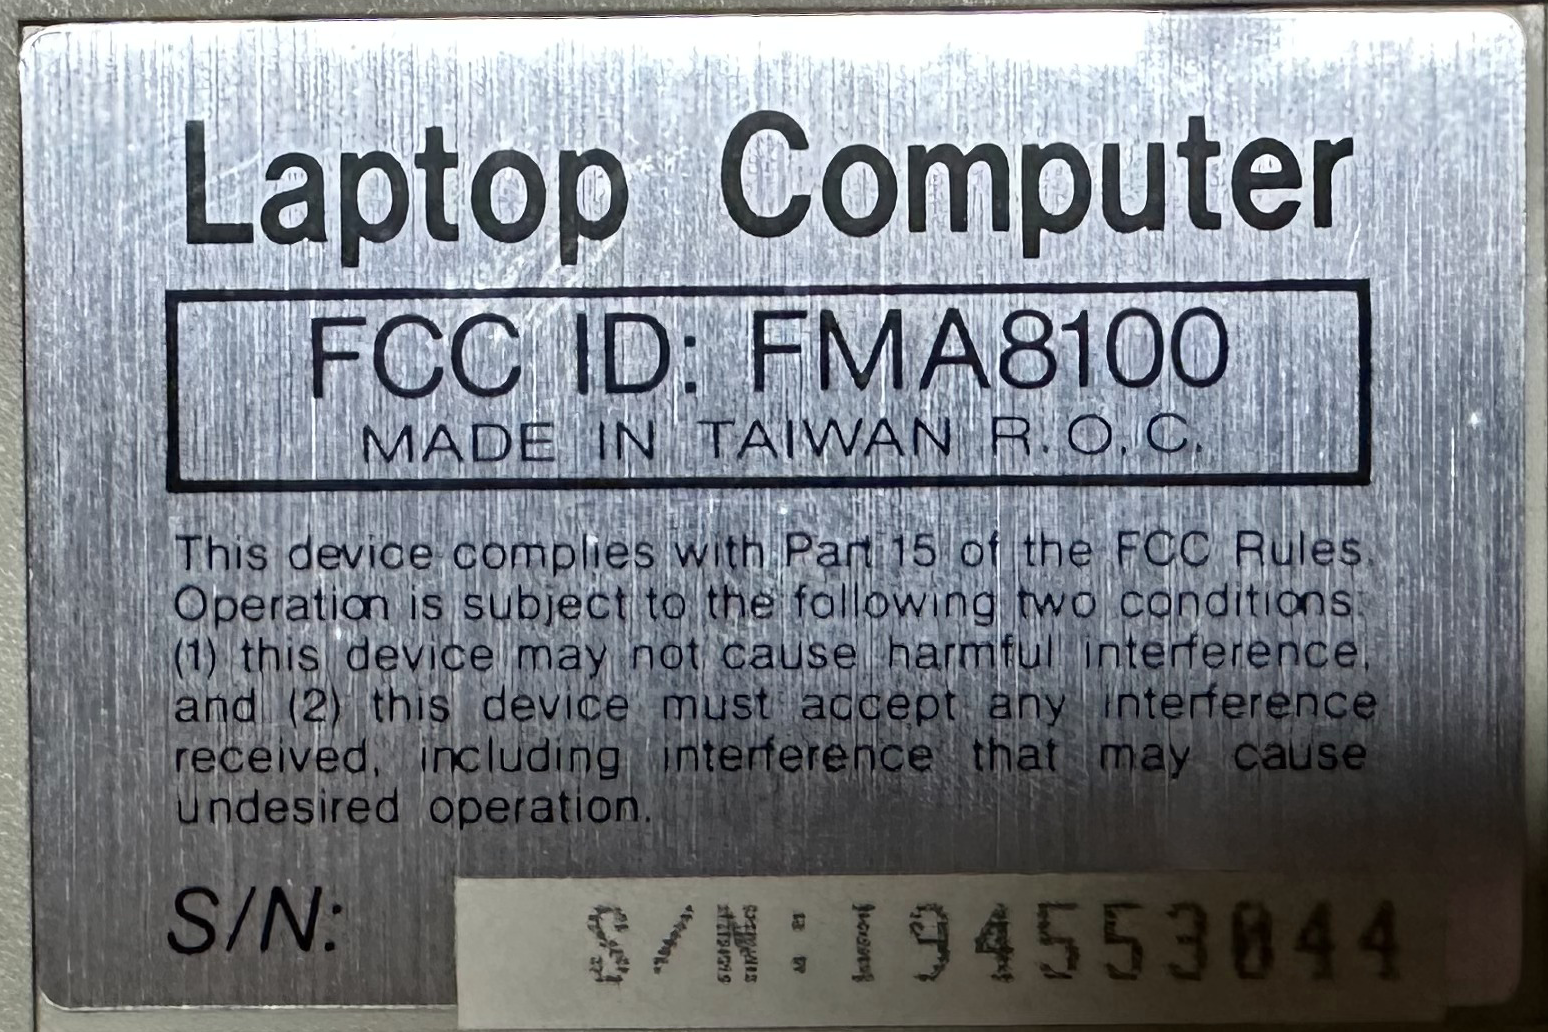 Laptop Computer
FCC ID: FMA8100
MADE IN TAIWAN R.O.C.
This device complies with Part 15 of the FCC Rules.
Operation is subject to the following two conditions:
(1) this device may not cause harmful interference,
and (2) this device must accept any interference
received, including interference that may cause
undesired operation.
S/N:
S/N:194553044